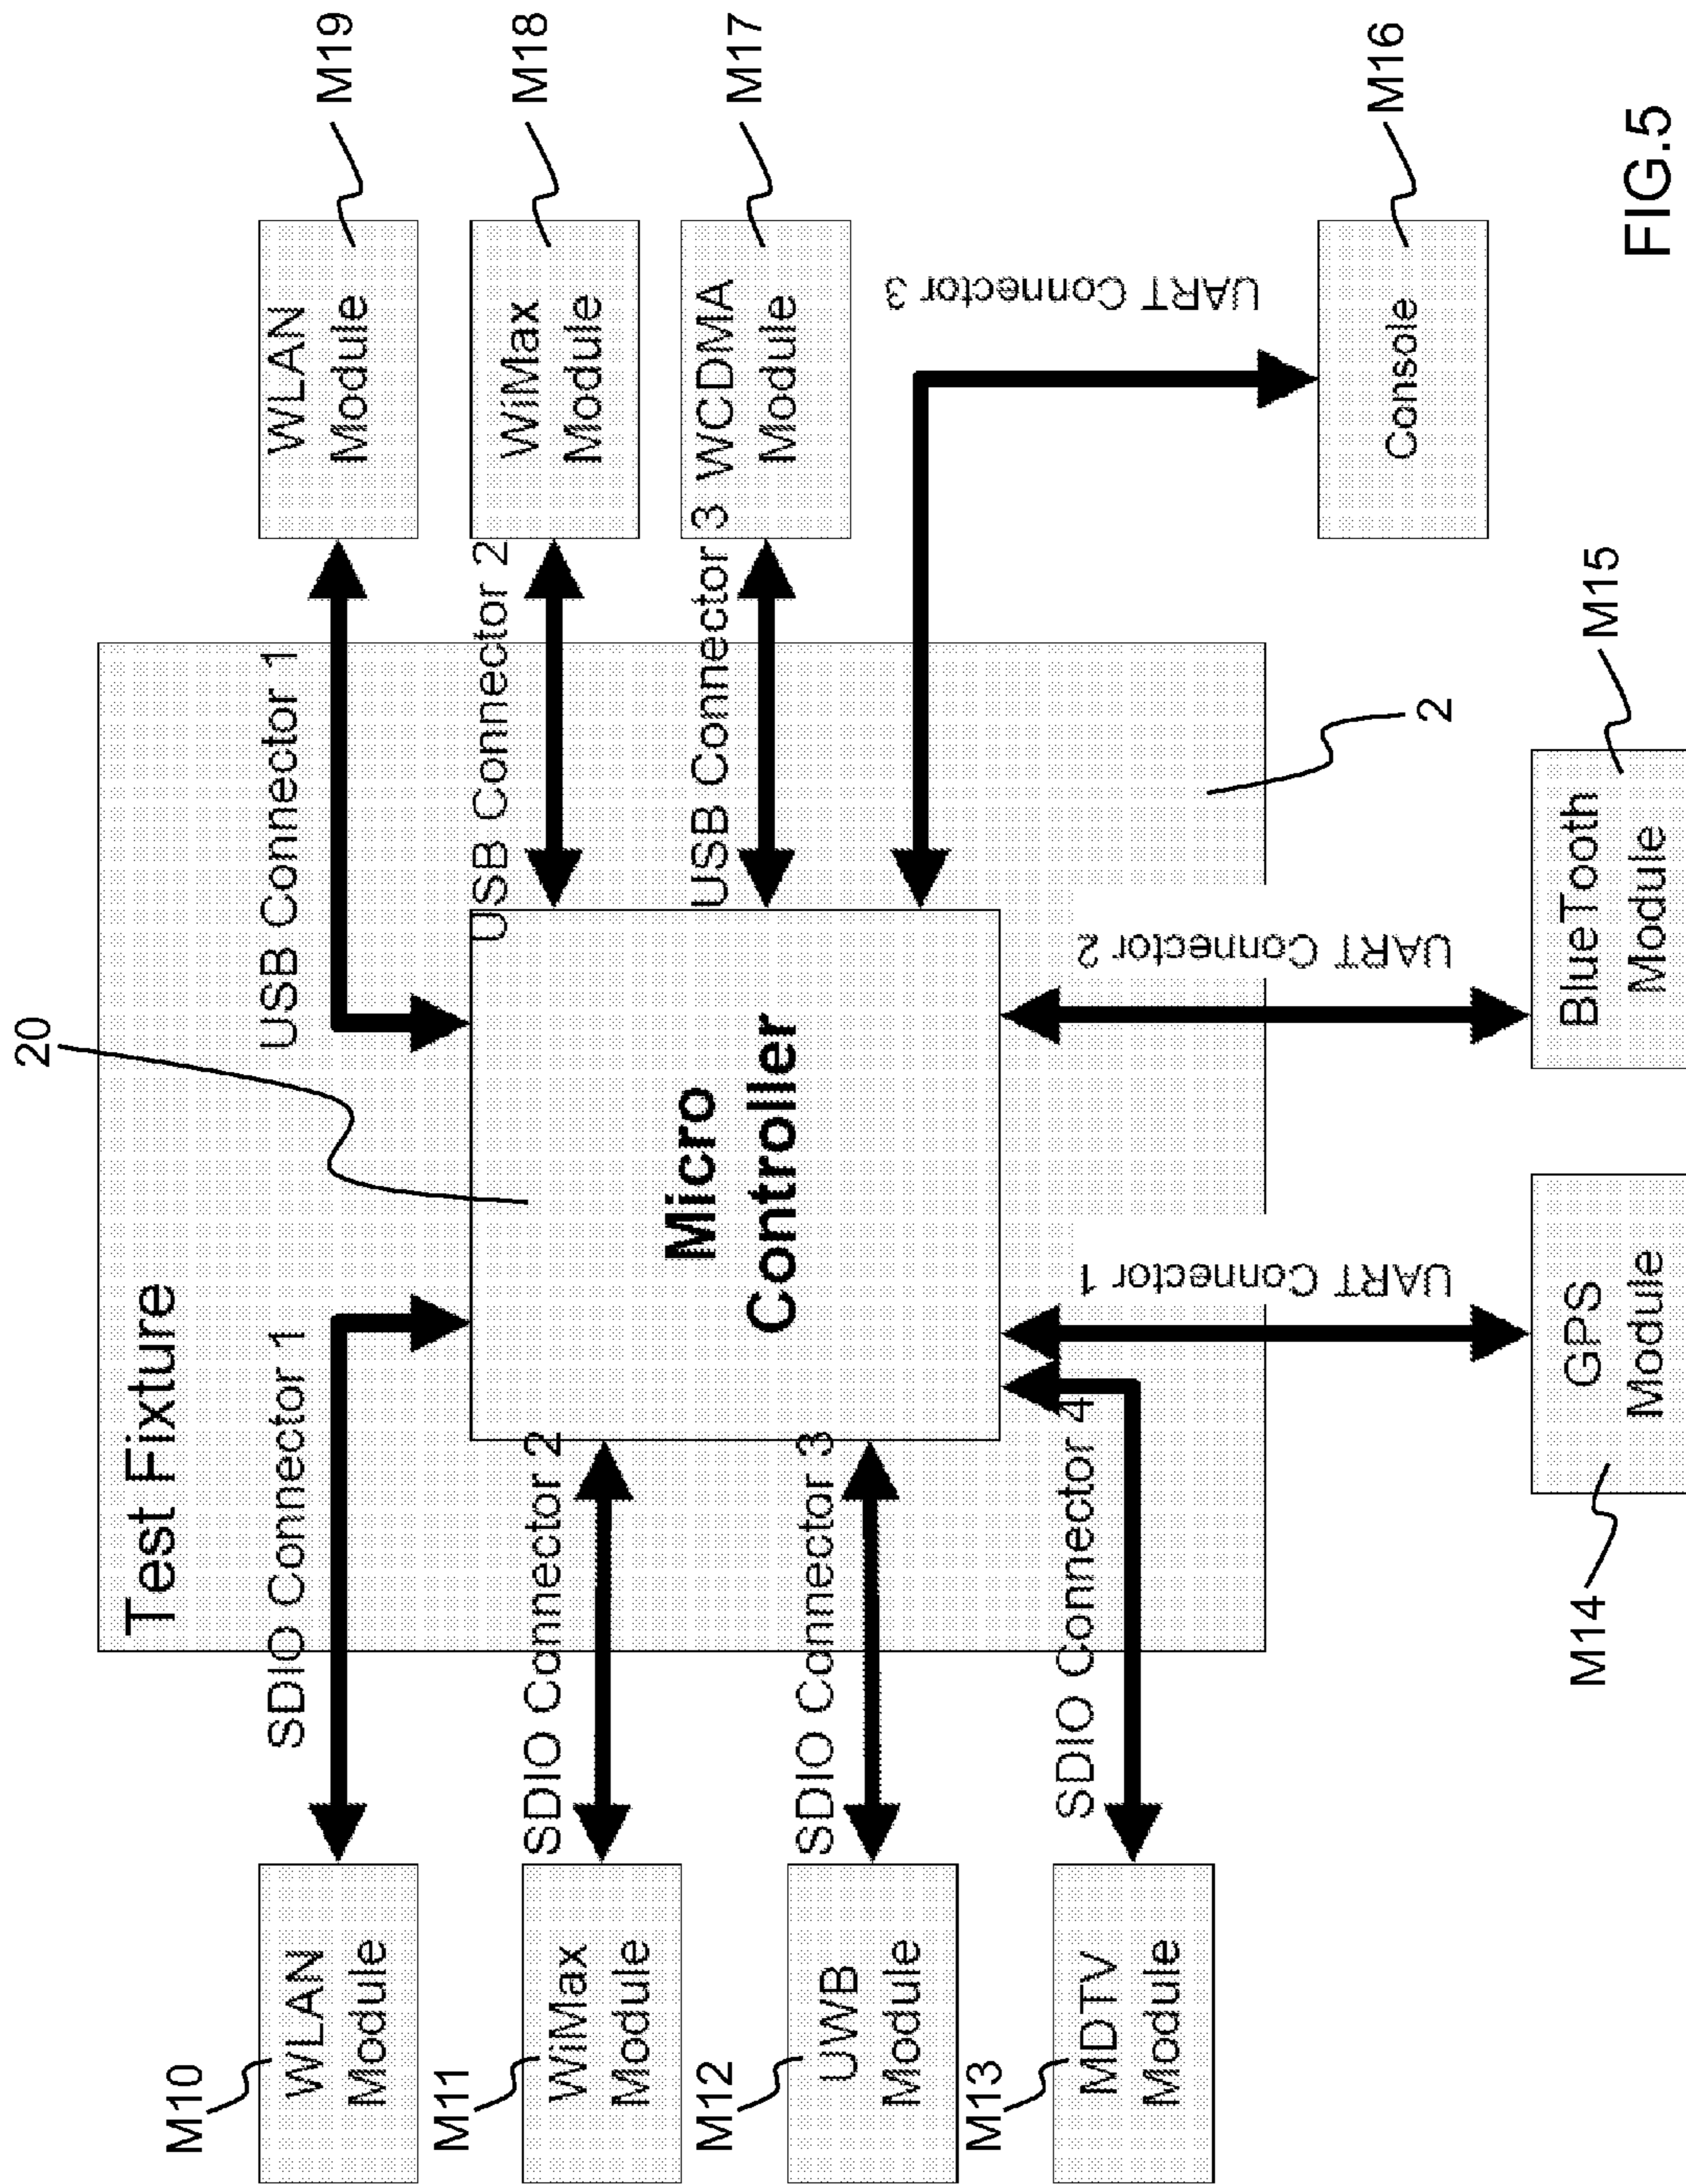 Test Fixture
20
SDIO Connector 1
USB Connector 1
M10
WLAN
Module
WLAN
Module
M19
SDIO Connector 2
USB Connector 2
M11
WiMax
Module
WiMax
Module
M18
Micro
Controller
SDIO Connector 3
USB Connector 3
M12
UWB
Module
WCDMA
Module
M17
SDIO Connector 4
M13
MDTV
Module
UART Connector 1
UART Connector 2
UART Connector 3
2
M14
GPS
Module
BlueTooth
Module
M15
Console
M16
FIG.5